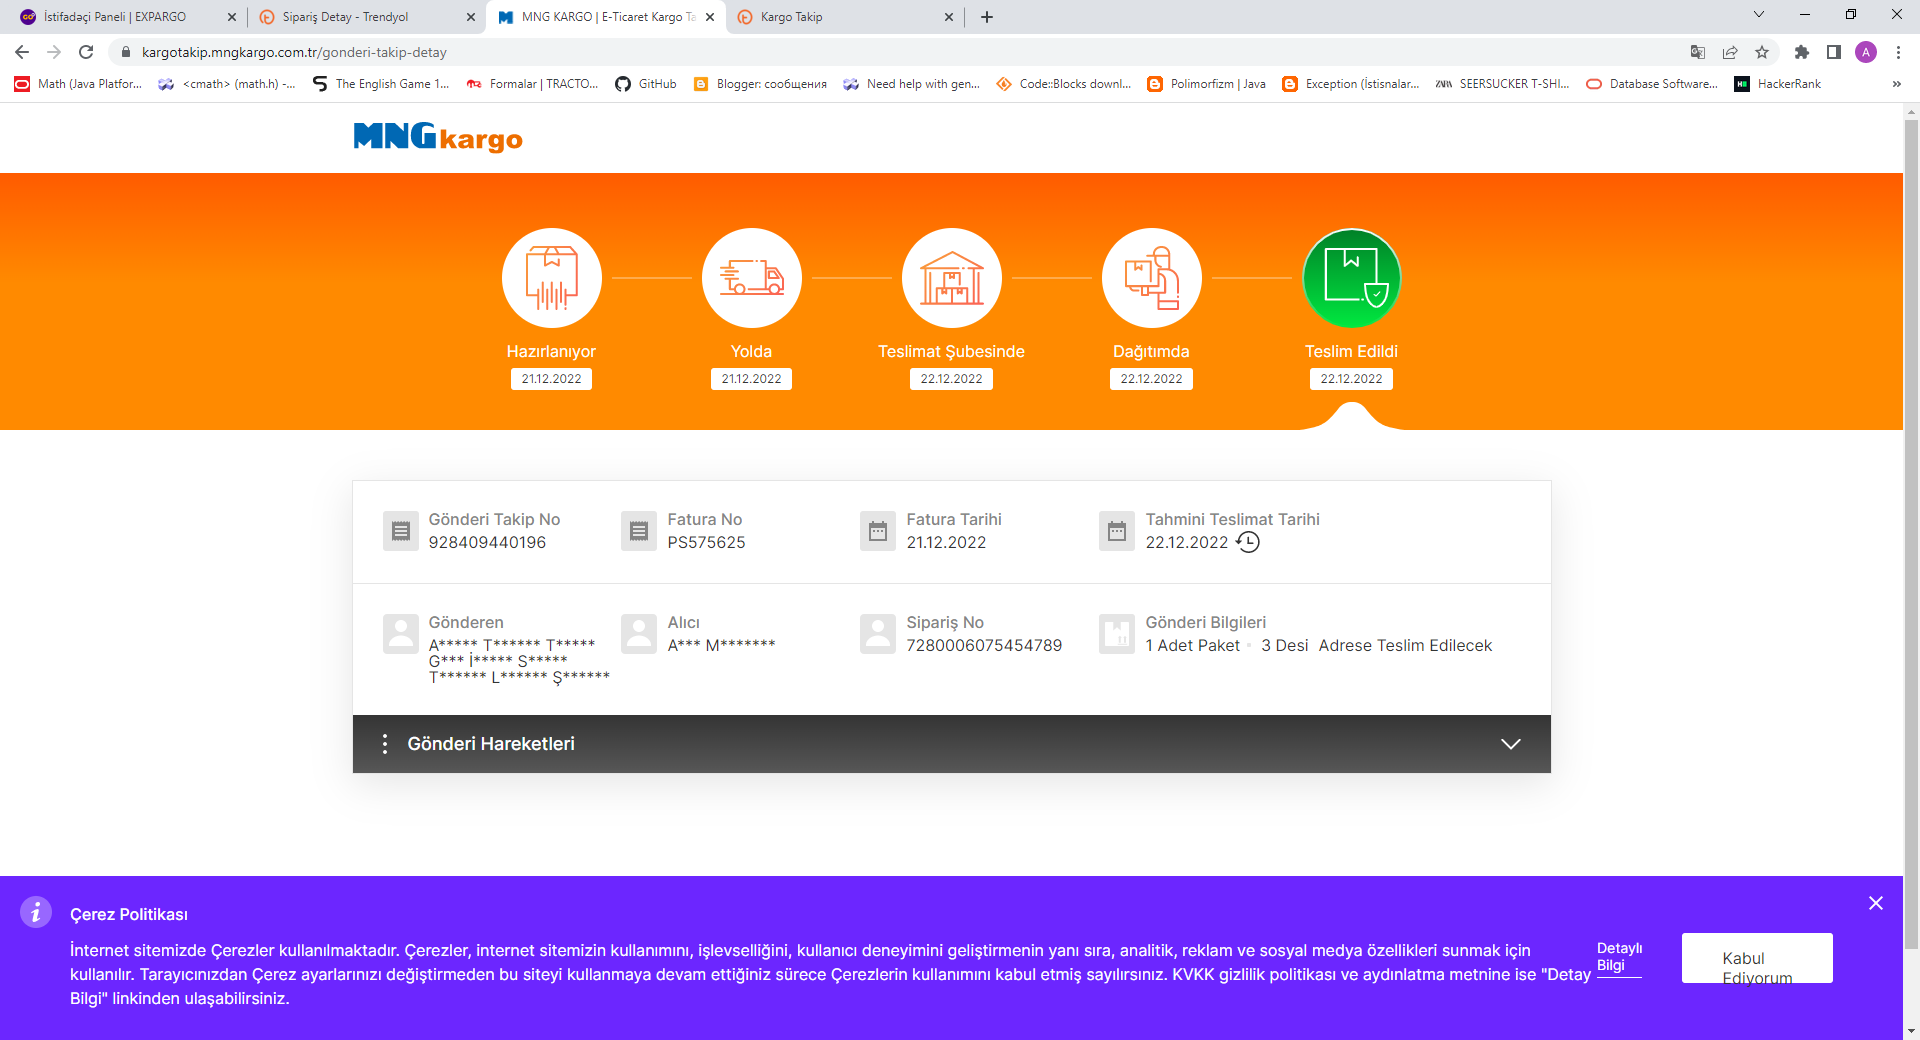 İstifadəçi Paneli | EXPARGO
Sipariş Detay - Trendyol
MNG KARGO | E-Ticaret Kargo Ta
Kargo Takip
kargotakip.mngkargo.com.tr/gonderi-takip-detay
A
Math (Java Platfor...
<cmath> (math.h) -...
The English Game 1...
Formalar | TRACTO...
GitHub
Blogger: сообщения
Need help with gen...
Code::Blocks downl...
Polimorfizm | Java
Exception (İstisnalar...
SEERSUCKER T-SHI...
Database Software...
HackerRank
MNG kargo
Hazırlanıyor
Yolda
Teslimat Şubesinde
Dağıtımda
Teslim Edildi
21.12.2022
21.12.2022
22.12.2022
22.12.2022
22.12.2022
Gönderi Takip No
928409440196
Fatura No
PS575625
Fatura Tarihi
21.12.2022
Tahmini Teslimat Tarihi
22.12.2022
Gönderen
A***** T****** T*****
G*** İ***** S*****
T****** L****** Ş******
Alıcı
A*** M*******
Sipariş No
7280006075454789
Gönderi Bilgileri
1 Adet Paket • 3 Desi Adrese Teslim Edilecek
Gönderi Hareketleri
Çerez Politikası
İnternet sitemizde Çerezler kullanılmaktadır. Çerezler, internet sitemizin kullanımını, işlevselliğini, kullanıcı deneyimini geliştirmenin yanı sıra, analitik, reklam ve sosyal medya özellikleri sunmak için
kullanılır. Tarayıcınızdan Çerez ayarlarınızı değiştirmeden bu siteyi kullanmaya devam ettiğiniz sürece Çerezlerin kullanımını kabul etmiş sayılırsınız. KVKK gizlilik politikası ve aydınlatma metnine ise "Detay
Bilgi" linkinden ulaşabilirsiniz.
Detaylı
Bilgi
Kabul
Ediyorum